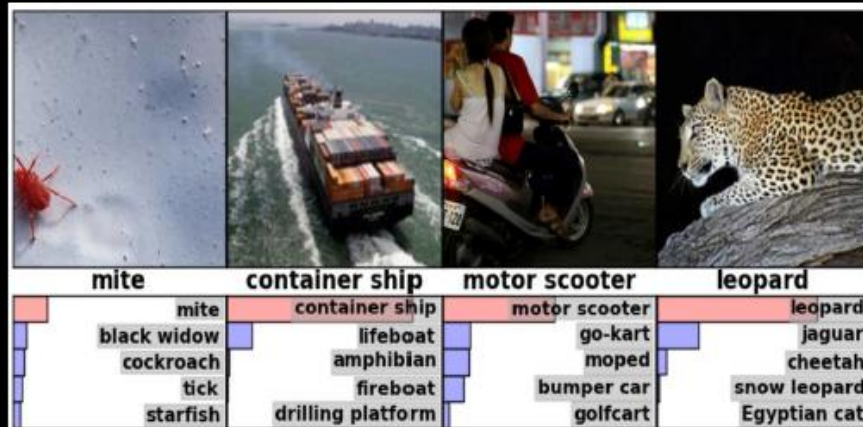 mite
container ship
motor scooter
leopard
mite
black widow
cockroach
tick
starfish
container ship
lifeboat
amphibian
fireboat
drilling platform
motor scooter
go-kart
moped
bumper car
golfcart
leopard
jaguar
cheetah
snow leopard
Egyptian cat